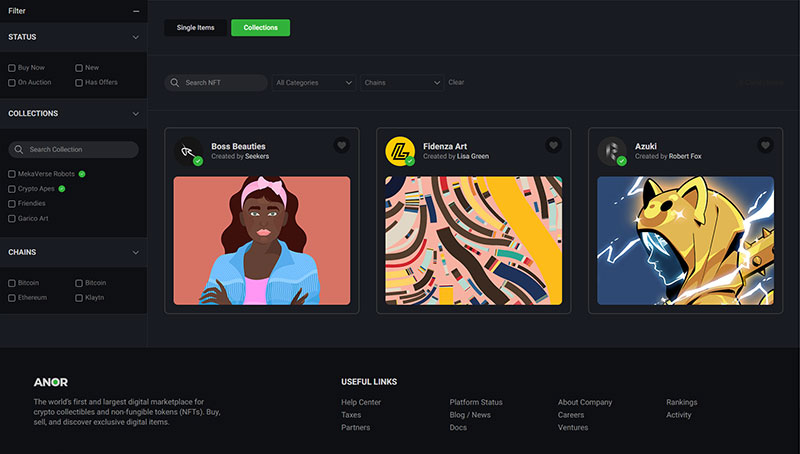 Filter
STATUS
Buy Now
New
On Auction
Has Offers
COLLECTIONS
Search Collection
MekaVerse Robots
Crypto Apes
Friendies
Garico Art
CHAINS
Bitcoin
Bitcoin
Ethereum
Klaytn
Single Items
Collections
Search NFT
All Categories
Chains
Clear
Boss Beauties
Created by Seekers
Fidenza Art
Created by Lisa Green
Azuki
Created by Robert Fox
ANOR
The world's first and largest digital marketplace for
crypto collectibles and non-fungible tokens (NFTs). Buy,
sell, and discover exclusive digital items.
USEFUL LINKS
Help Center
Platform Status
About Company
Rankings
Taxes
Blog / News
Careers
Activity
Partners
Docs
Ventures